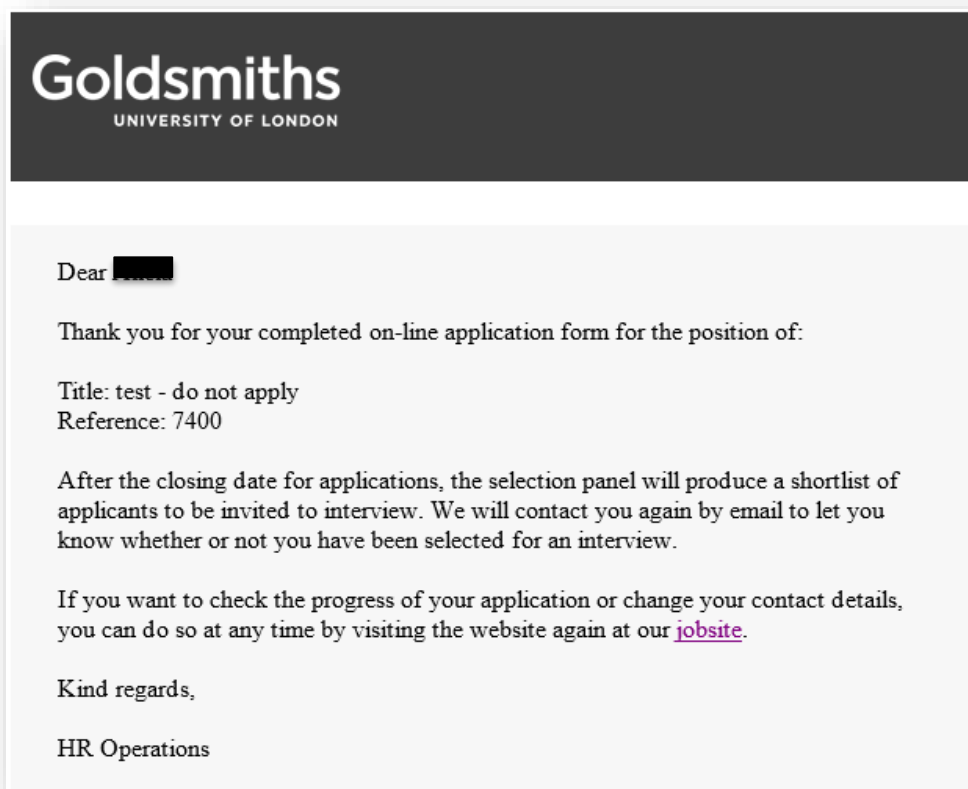 Goldsmiths
UNIVERSITY OF LONDON
Dear
Thank you for your completed on-line application form for the position of:
Title: test - do not apply
Reference: 7400
After the closing date for applications, the selection panel will produce a shortlist of
applicants to be invited to interview. We will contact you again by email to let you
know whether or not you have been selected for an interview.
If you want to check the progress of your application or change your contact details,
you can do so at any time by visiting the website again at our jobsite.
Kind regards,
HR Operations